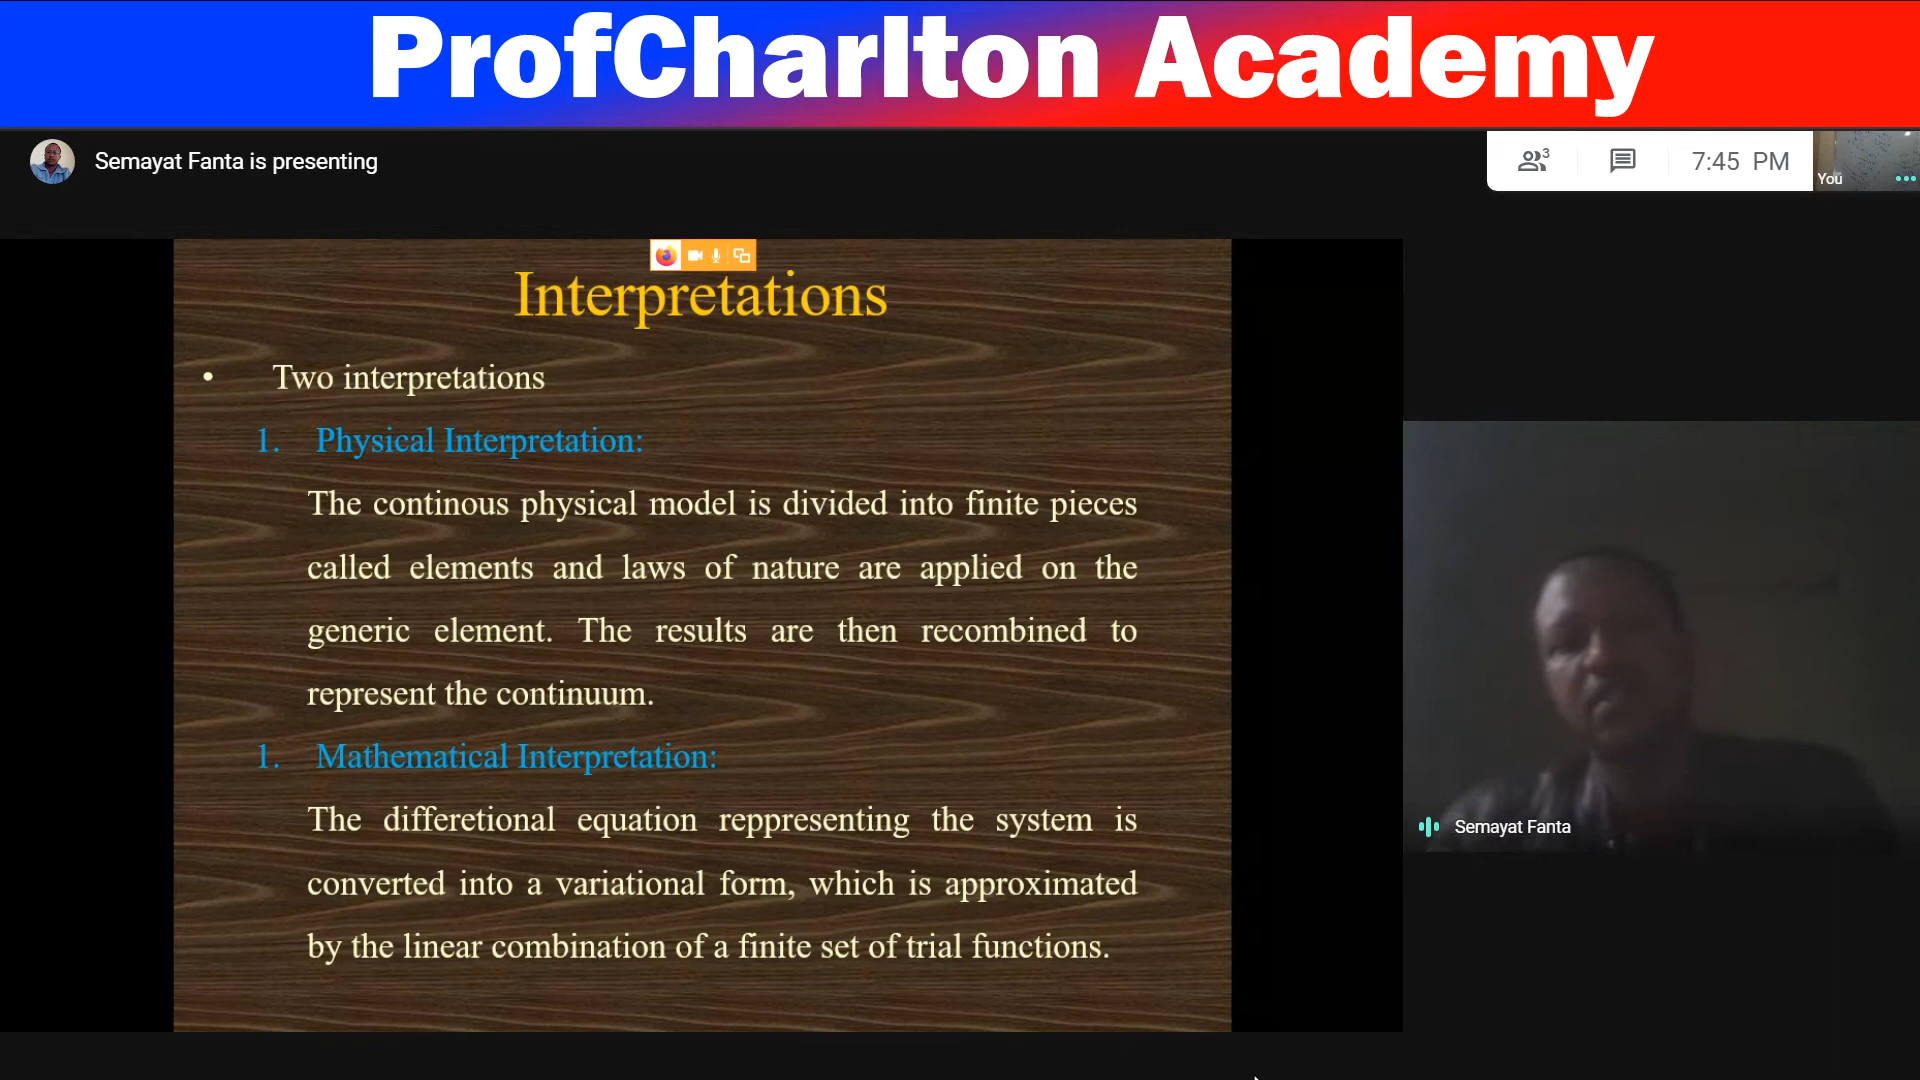 ProfCharlton Academy
Semayat Fanta is presenting
3
7:45 PM
You
Interpretations
• Two interpretations
1. Physical Interpretation:
The continous physical model is divided into finite pieces
called elements and laws of nature are applied on the
generic element. The results are then recombined to
represent the continuum.
1. Mathematical Interpretation:
The differetional equation reppresenting the system is
converted into a variational form, which is approximated
by the linear combination of a finite set of trial functions.
Semayat Fanta